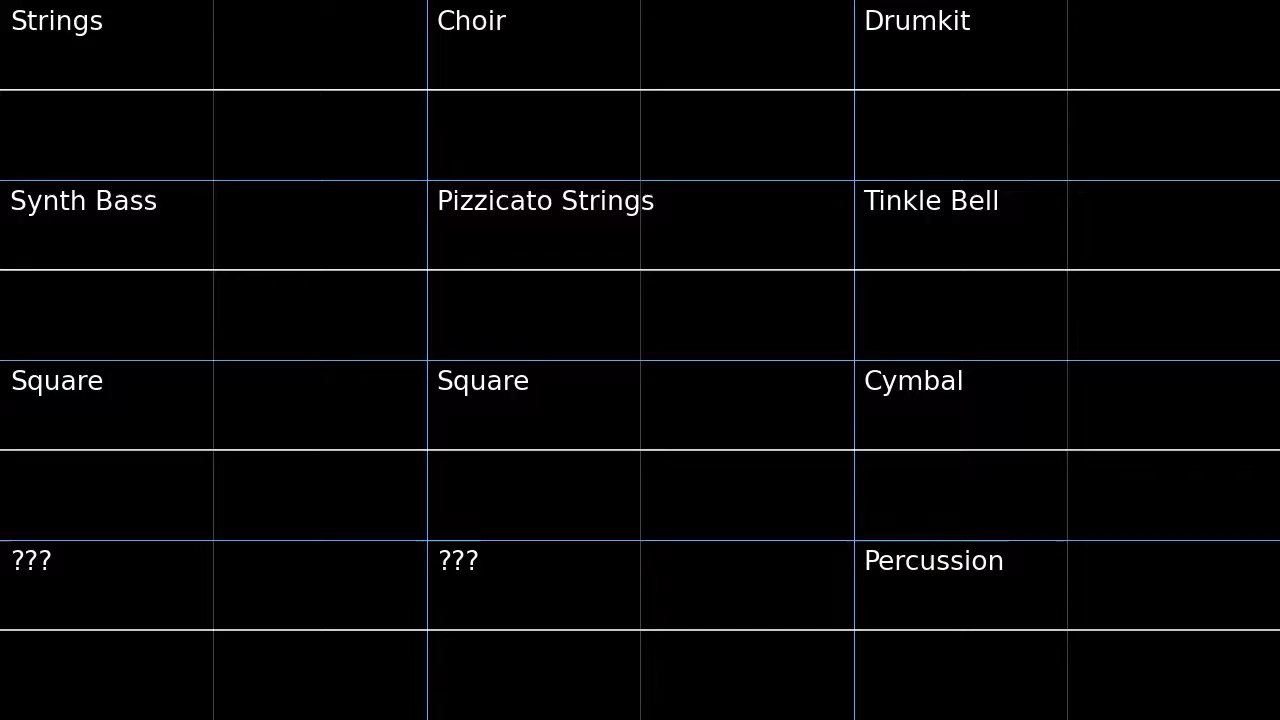 Strings
Choir
Drumkit
Synth Bass
Pizzicato Strings
Tinkle Bell
Square
Square
Cymbal
???
???
Percussion